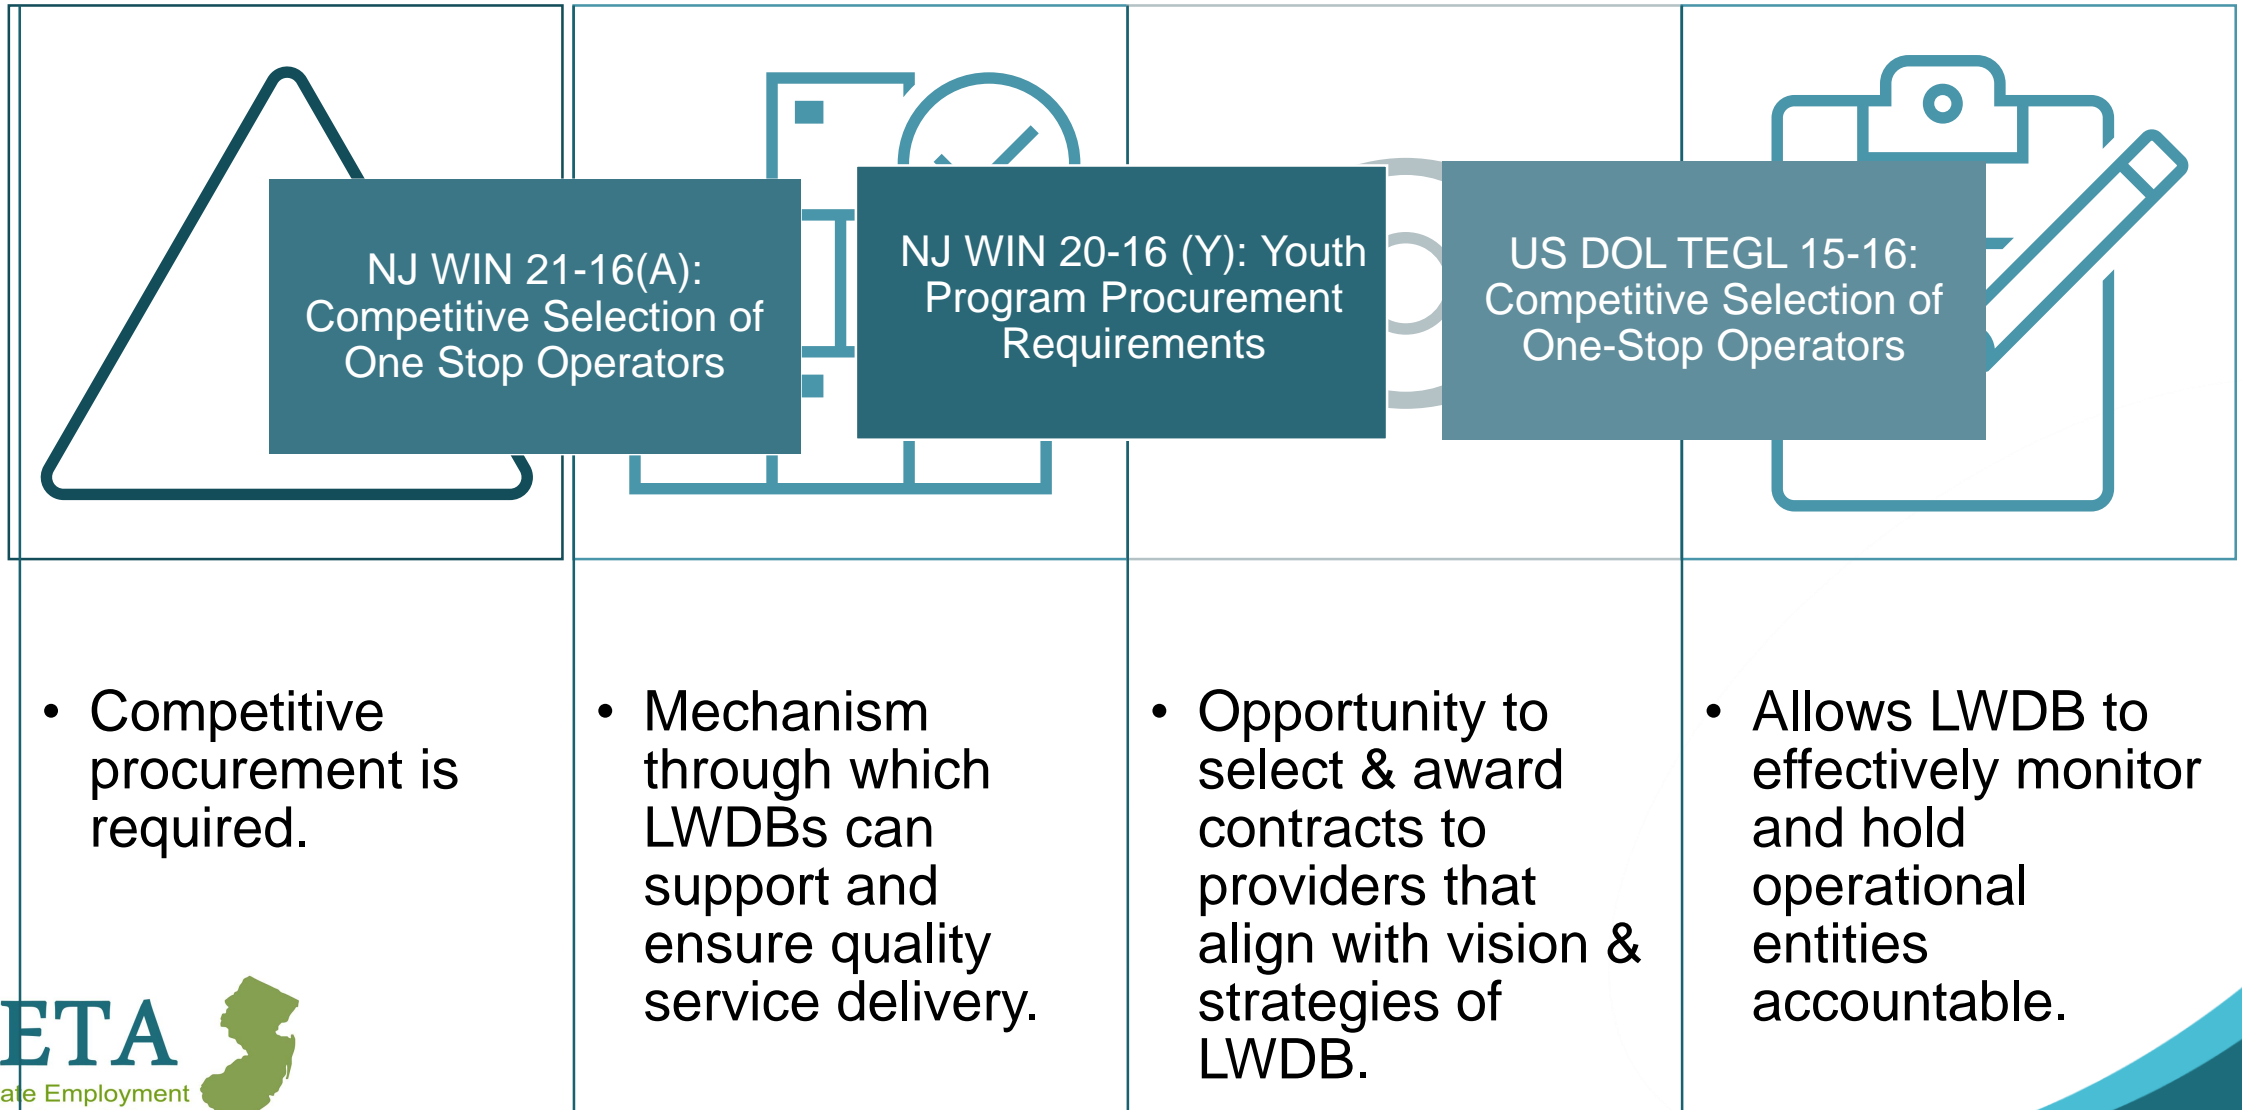 NJ WIN 21-16(A):
Competitive Selection of
One Stop Operators
NJ WIN 20-16 (Y): Youth
Program Procurement
Requirements
US DOL TEGL 15-16:
Competitive Selection of
One-Stop Operators
• Competitive
procurement is
required.
• Mechanism
through which
LWDBs can
support and
ensure quality
service delivery.
• Opportunity to
select & award
contracts to
providers that
align with vision &
strategies of
LWDB.
• Allows LWDB to
effectively monitor
and hold
operational
entities
accountable.
ETA
ate Employment